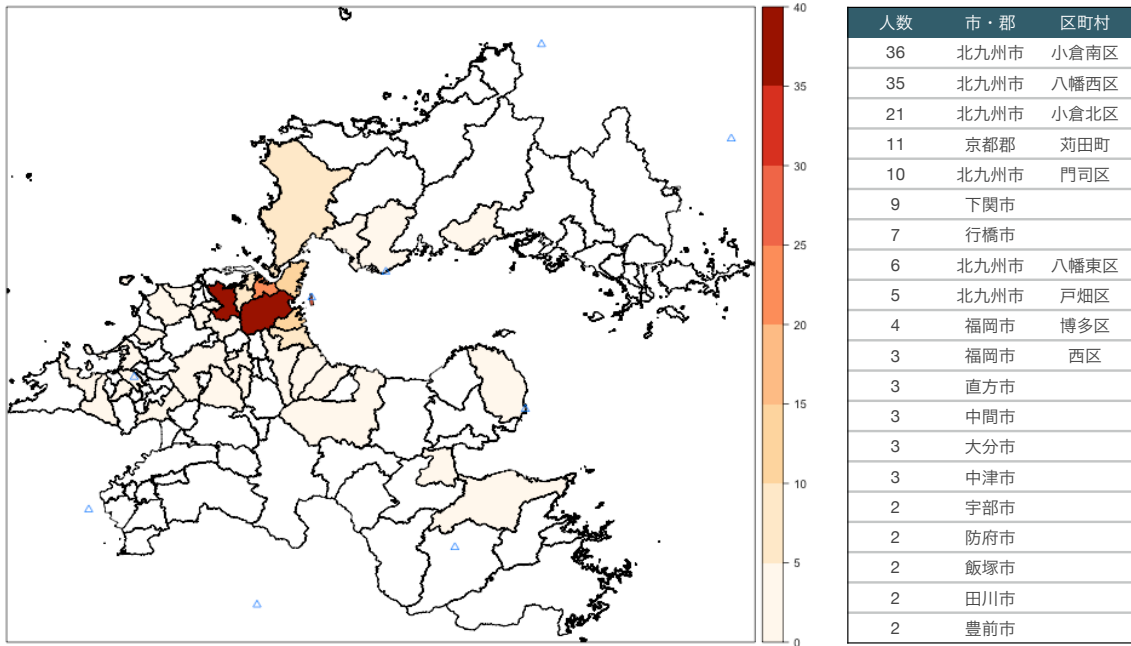 40
35
30
25
20
15
10
5
0
人数 市・郡 区町村
36 北九州市 小倉南区
35 北九州市 八幡西区
21 北九州市 小倉北区
11 京都郡 苅田町
10 北九州市 門司区
9 下関市
7 行橋市
6 北九州市 八幡東区
5 北九州市 戸畑区
4 福岡市 博多区
3 福岡市 西区
3 直方市
3 中間市
3 大分市
3 中津市
2 宇部市
2 防府市
2 飯塚市
2 田川市
2 豊前市